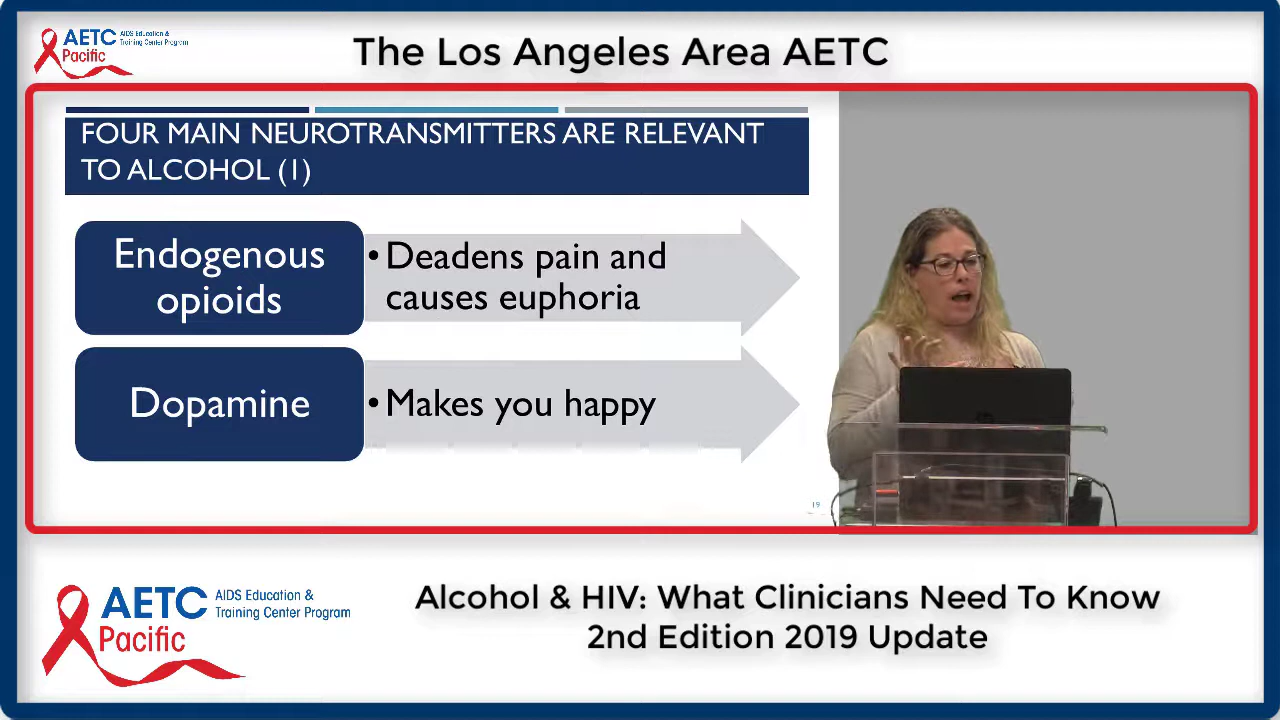 AETC
AIDS Education &
Training Center Program
Pacific
The Los Angeles Area AETC
FOUR MAIN NEUROTRANSMITTERS ARE RELEVANT
TO ALCOHOL (1)
Endogenous
opioids
•Deadens pain and
causes euphoria
Dopamine
•Makes you happy
19
AETC
AIDS Education &
Training Center Program
Pacific
Alcohol & HIV: What Clinicians Need To Know
2nd Edition 2019 Update